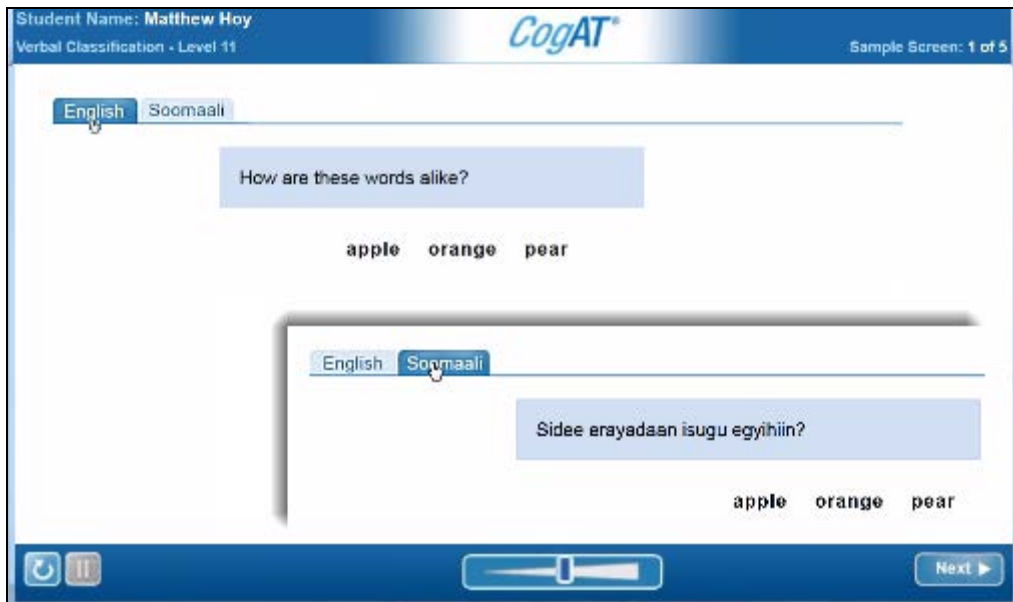 Student Name: Matthew Hoy
CogAT®
Verbal Classification - Level 11
Sample Screen: 1 of 5
English Soomaali
How are these words alike?
apple orange pear
English Soomaali
Sidee erayadaan isugu egyihiin?
apple orange pear
Next